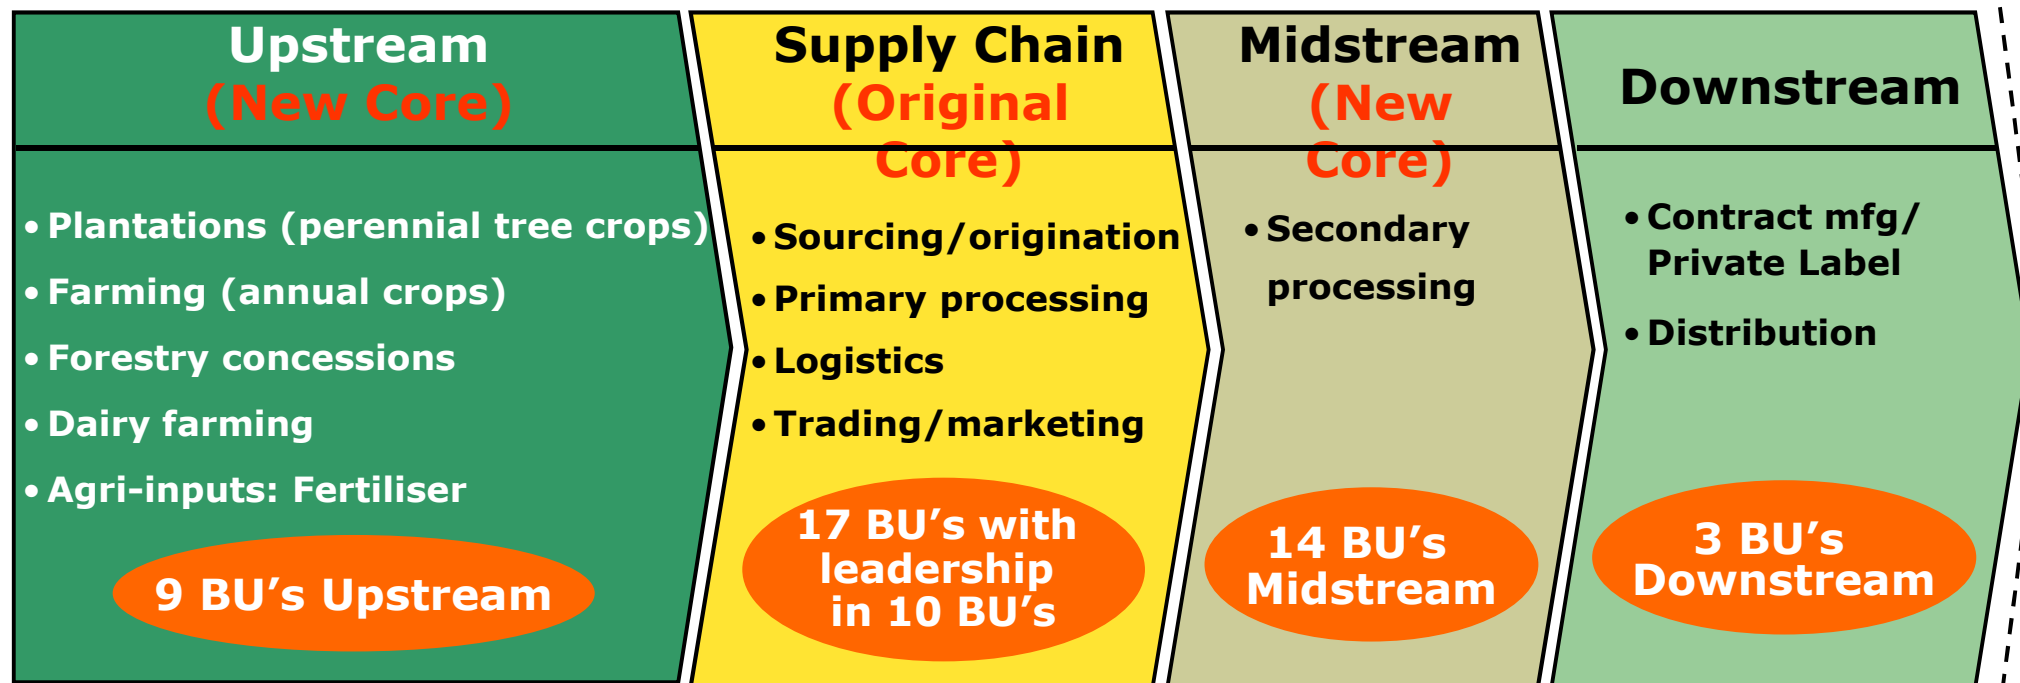 Upstream
(New Core)
• Plantations (perennial tree crops)
• Farming (annual crops)
• Forestry concessions
• Dairy farming
• Agri-inputs: Fertiliser
9 BU’s Upstream
Supply Chain
(Original
Core)
• Sourcing/origination
• Primary processing
• Logistics
• Trading/marketing
17 BU’s with
leadership
in 10 BU’s
Midstream
(New
Core)
• Secondary
processing
14 BU’s
Midstream
Downstream
• Contract mfg/
Private Label
• Distribution
3 BU’s
Downstream